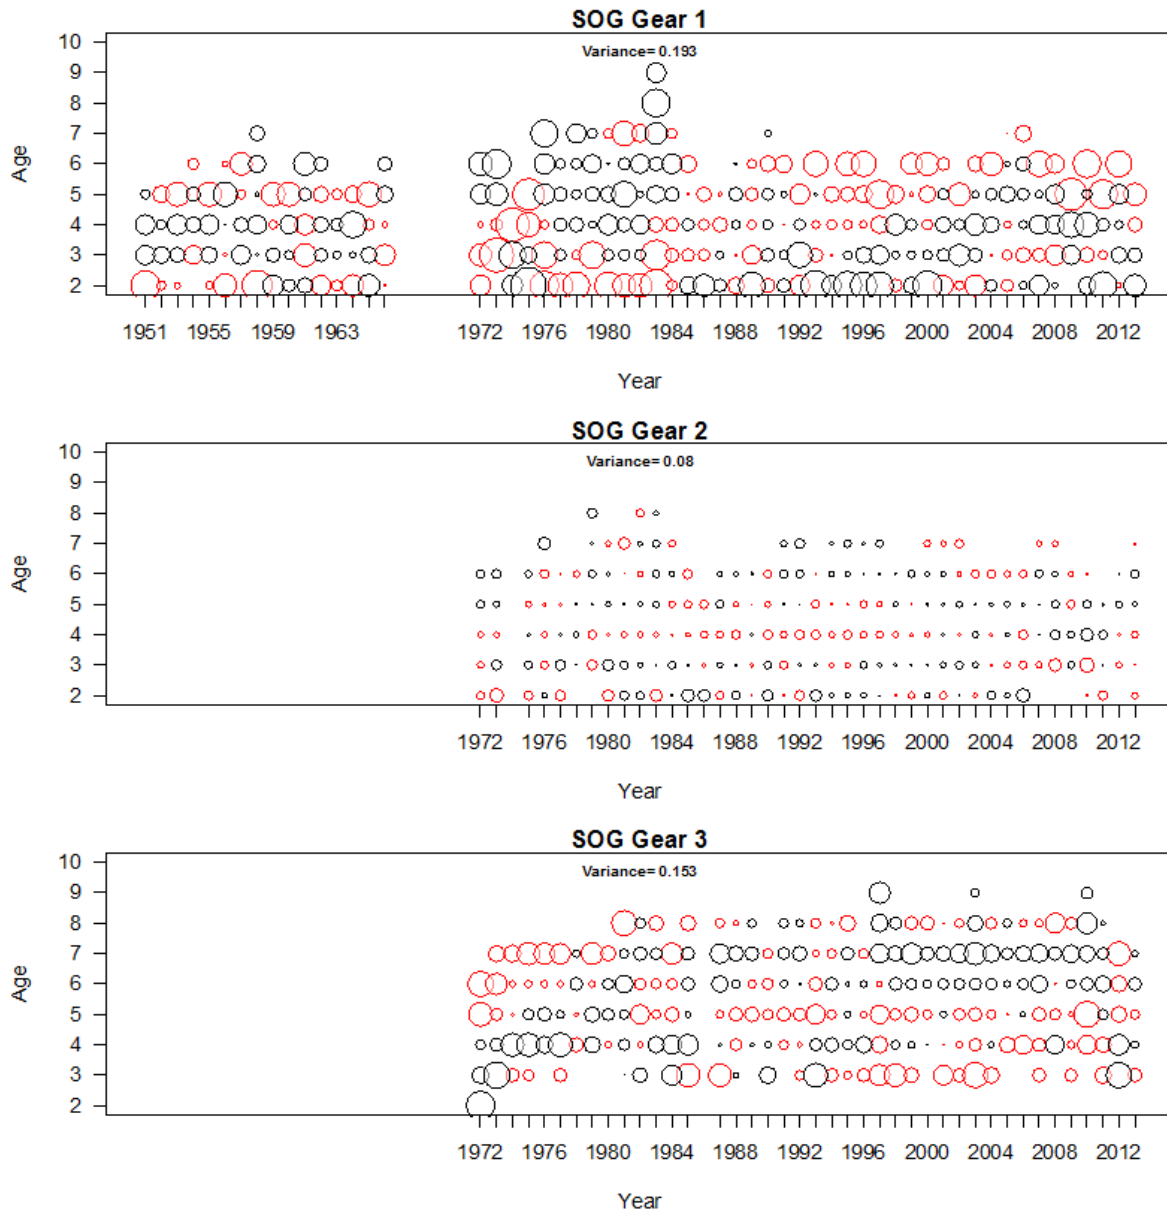 SOG Gear 1
Variance= 0.193
10
9
8
7
6
5
4
3
2
Age
1951 1955 1959 1963 1972 1976 1980 1984 1988 1992 1996 2000 2004 2008 2012
Year
SOG Gear 2
Variance= 0.08
10
9
8
7
6
5
4
3
2
Age
1972 1976 1980 1984 1988 1992 1996 2000 2004 2008 2012
Year
SOG Gear 3
Variance= 0.153
10
9
8
7
6
5
4
3
2
Age
1972 1976 1980 1984 1988 1992 1996 2000 2004 2008 2012
Year